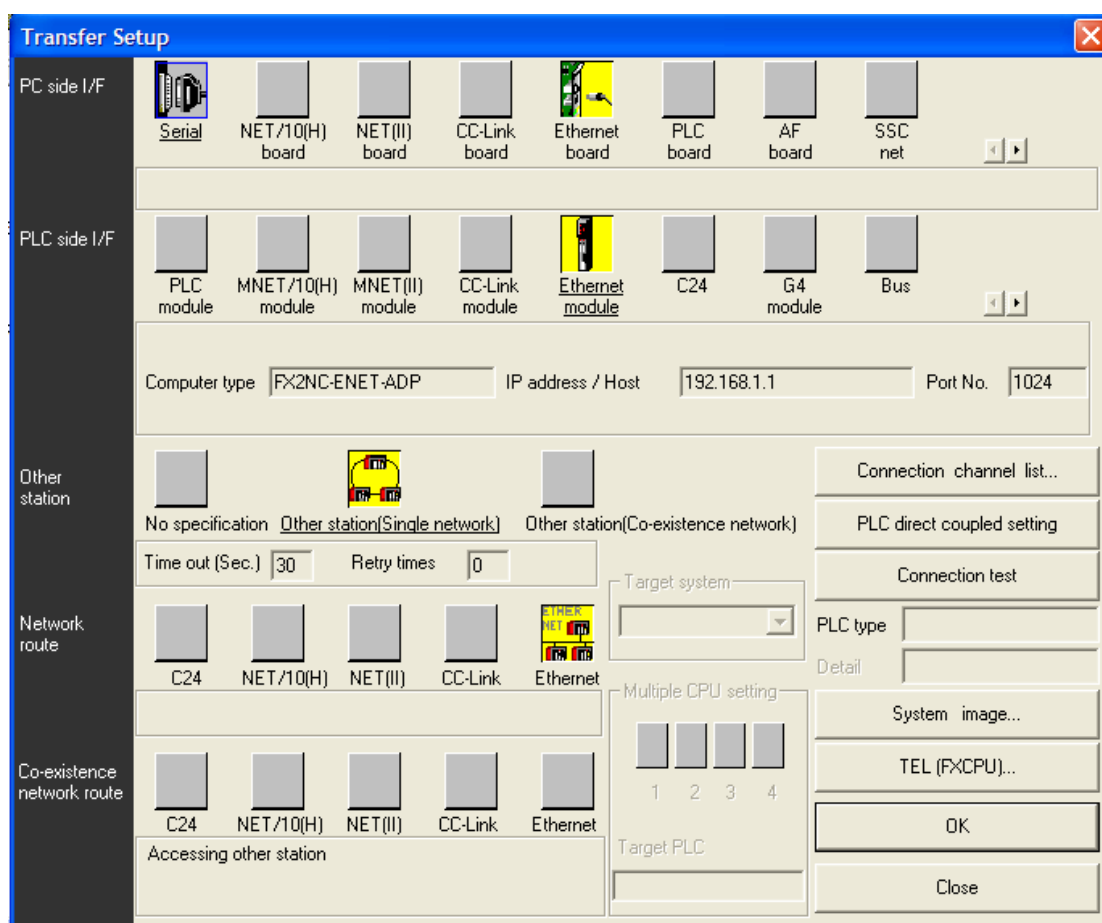 Transfer Setup
PC side I/F
Serial
NET/10(H)
board
NET(II)
board
CC-Link
board
Ethernet
board
PLC
board
AF
board
SSC
net
PLC side I/F
PLC
module
MNET/10(H)
module
MNET(II)
module
CC-Link
module
Ethernet
module
C24
G4
module
Bus
Computer type FX2NC-ENET-ADP IP address / Host 192.168.1.1 Port No. 1024
Other
station
No specification Other station(Single network) Other station(Co-existence network)
Time out (Sec.) 30 Retry times 0
Connection channel list...
PLC direct coupled setting
Connection test
Target system
PLC type
Detail
Network
route
ETHER
NET
C24 NET/10(H) NET(II) CC-Link Ethernet
Multiple CPU setting
1 2 3 4
Target PLC
System image...
TEL (FXCPU)...
OK
Close
Co-existence
network route
C24 NET/10(H) NET(II) CC-Link Ethernet
Accessing other station